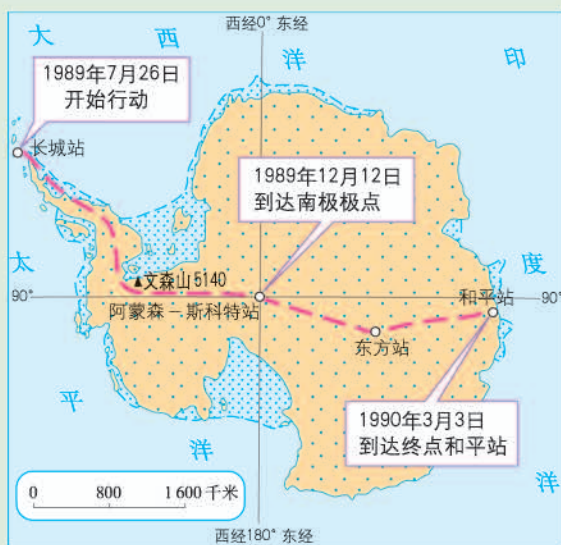 西经0° 东经
大 西 洋 印
1989年7月26日
开始行动
长城站
1989年12月12日
到达南极极点
太
度
▲文森山5140
90°
阿蒙森－斯科特站
和平站
90°
东方站
平
1990年3月3日
到达终点和平站
洋
洋
0 800 1 600 千米
西经180° 东经